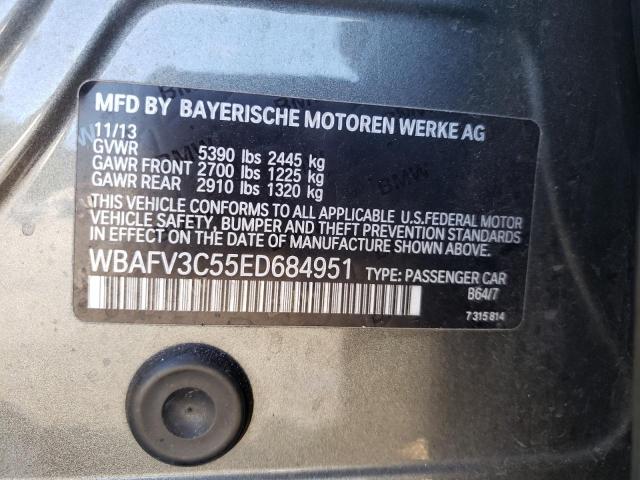 MFD BY BAYERISCHE MOTOREN WERKE AG
11/13
GVWR 5390 lbs 2445 kg
GAWR FRONT 2700 lbs 1225 kg
GAWR REAR 2910 lbs 1320 kg
THIS VEHICLE CONFORMS TO ALL APPLICABLE U.S.FEDERAL MOTOR
VEHICLE SAFETY, BUMPER AND THEFT PREVENTION STANDARDS
IN EFFECT ON THE DATE OF MANUFACTURE SHOWN ABOVE.
WBAFV3C55ED684951 TYPE: PASSENGER CAR
B64/7
7 315 814